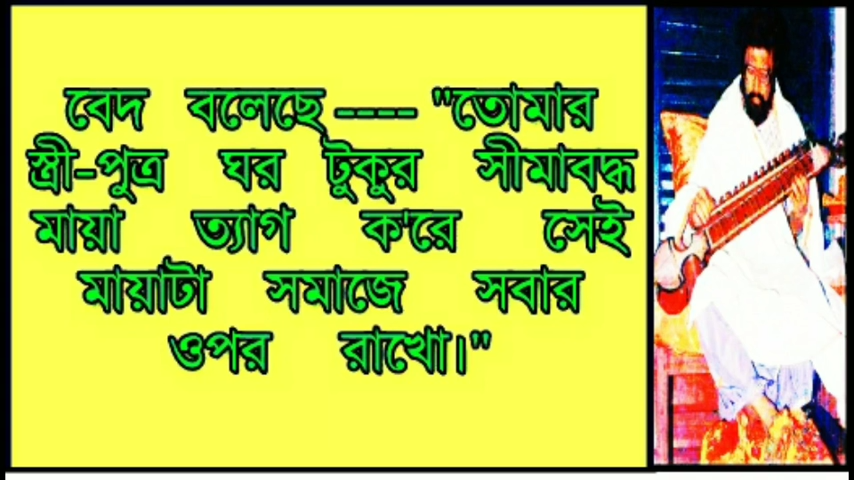 বেদ বলেছে ---- "তোমার
স্ত্রী-পুত্র ঘর টুকুর সীমাবদ্ধ
মায়া ত্যাগ ক'রে সেই
মায়াটা সমাজে সবার
ওপর রাখো।"